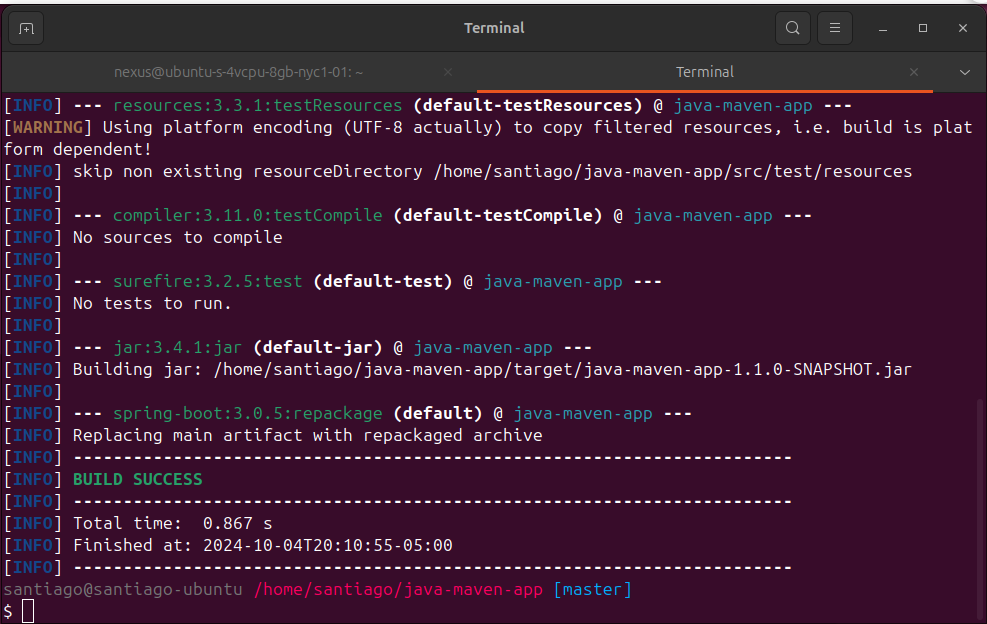 Terminal
nexus@ubuntu-s-4vcpu-8gb-nyc1-01: ~
Terminal
[INFO] --- resources:3.3.1:testResources (default-testResources) @ java-maven-app ---
[WARNING] Using platform encoding (UTF-8 actually) to copy filtered resources, i.e. build is plat
form dependent!
[INFO] skip non existing resourceDirectory /home/santiago/java-maven-app/src/test/resources
[INFO]
[INFO] --- compiler:3.11.0:testCompile (default-testCompile) @ java-maven-app ---
[INFO] No sources to compile
[INFO]
[INFO] --- surefire:3.2.5:test (default-test) @ java-maven-app ---
[INFO] No tests to run.
[INFO]
[INFO] --- jar:3.4.1:jar (default-jar) @ java-maven-app ---
[INFO] Building jar: /home/santiago/java-maven-app/target/java-maven-app-1.1.0-SNAPSHOT.jar
[INFO]
[INFO] --- spring-boot:3.0.5:repackage (default) @ java-maven-app ---
[INFO] Replacing main artifact with repackaged archive
[INFO] ------------------------------------------------------------------------
[INFO] BUILD SUCCESS
[INFO] ------------------------------------------------------------------------
[INFO] Total time:  0.867 s
[INFO] Finished at: 2024-10-04T20:10:55-05:00
[INFO] ------------------------------------------------------------------------
santiago@santiago-ubuntu /home/santiago/java-maven-app [master]
$